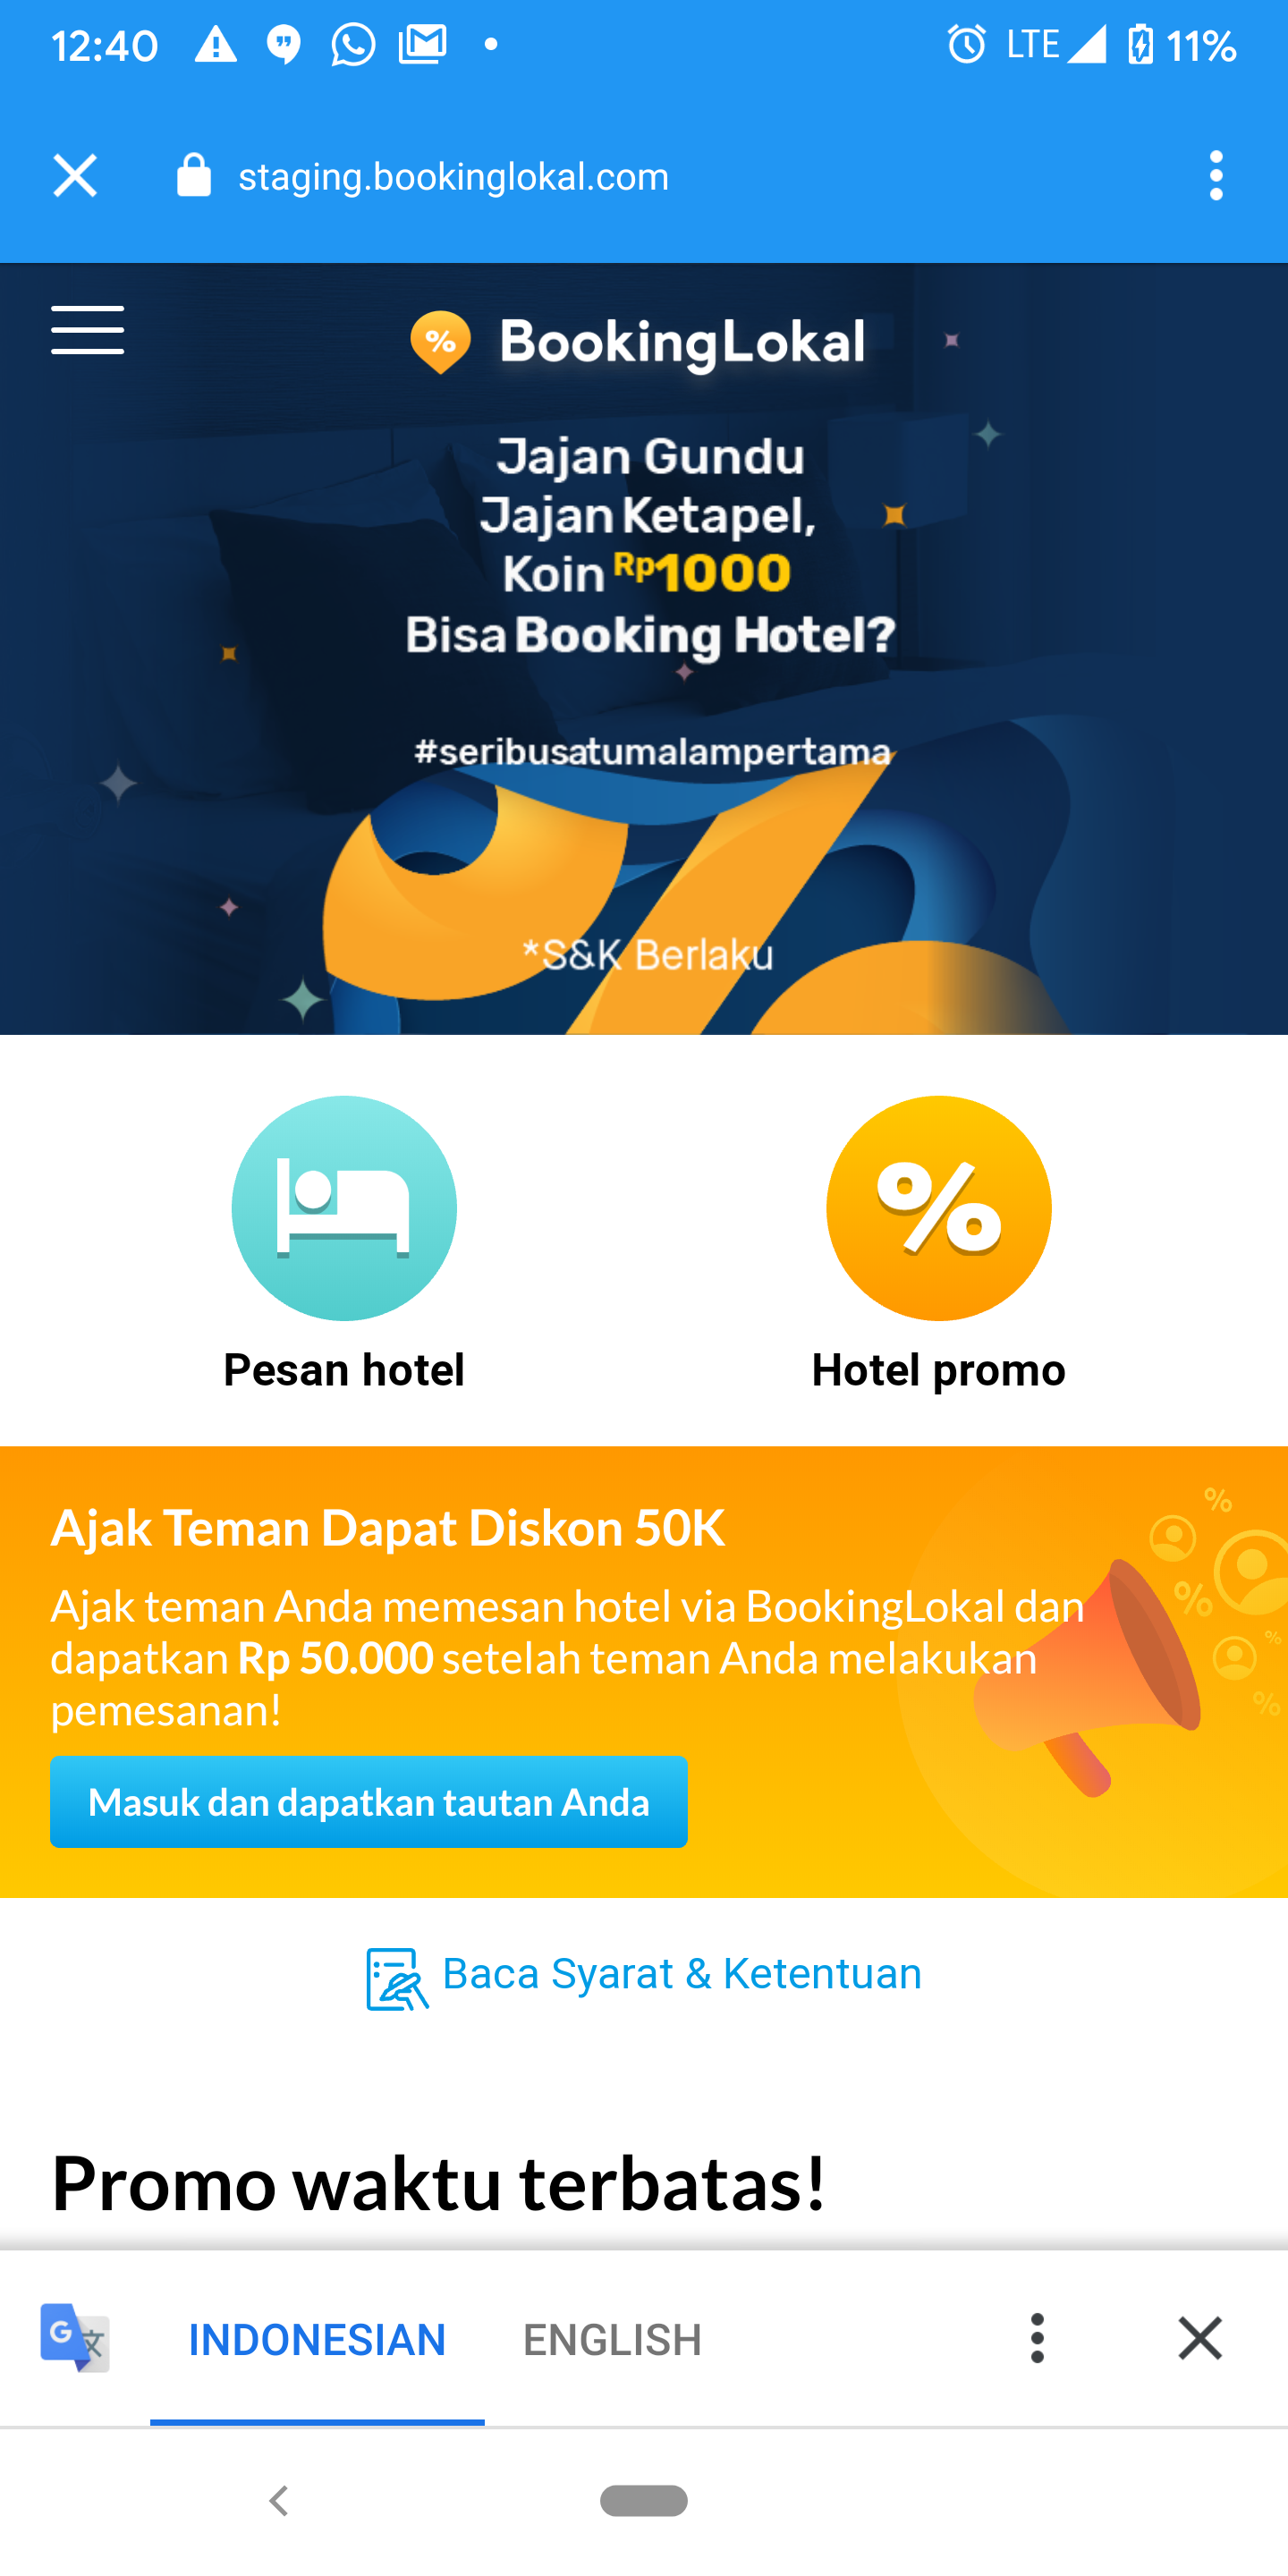 12:40 LTE 11%
staging.bookinglokal.com
% BookingLokal
Jajan Gundu
Jajan Ketapel,
Koin Rp1000
Bisa Booking Hotel?
#seribusatumalampertama
*S&K Berlaku
%
Pesan hotel Hotel promo
Ajak Teman Dapat Diskon 50K
Ajak teman Anda memesan hotel via BookingLokal dan
dapatkan Rp 50.000 setelah teman Anda melakukan
pemesanan!
Masuk dan dapatkan tautan Anda
Baca Syarat & Ketentuan
Promo waktu terbatas!
G 文 INDONESIAN ENGLISH